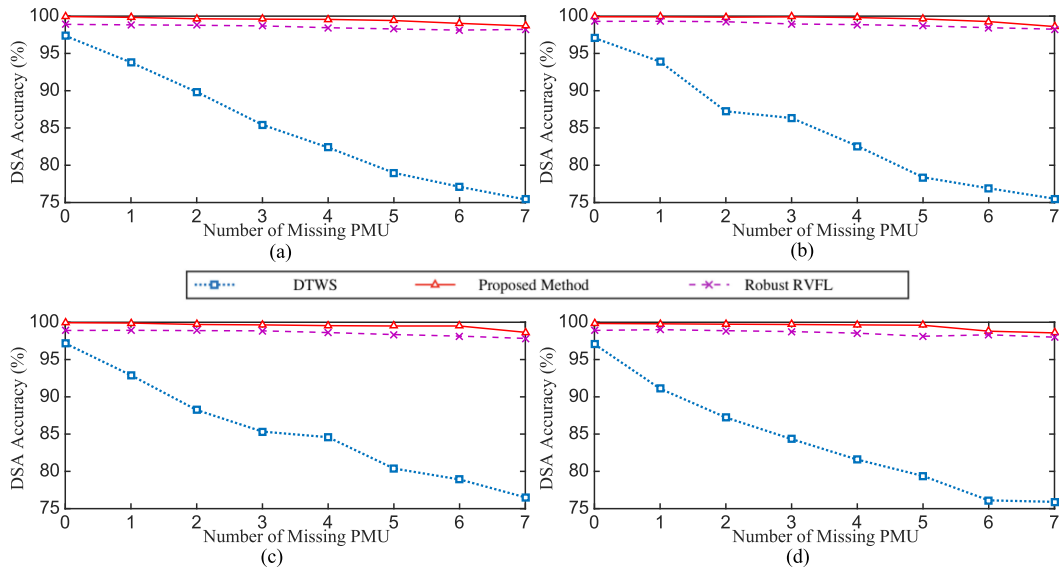 100
95
90
85
80
75
DSA Accuracy (%)
0 1 2 3 4 5 6 7
Number of Missing PMU
(a)
100
95
90
85
80
75
DSA Accuracy (%)
0 1 2 3 4 5 6 7
Number of Missing PMU
(b)
DTWS Proposed Method Robust RVFL
100
95
90
85
80
75
DSA Accuracy (%)
0 1 2 3 4 5 6 7
Number of Missing PMU
(c)
100
95
90
85
80
75
DSA Accuracy (%)
0 1 2 3 4 5 6 7
Number of Missing PMU
(d)